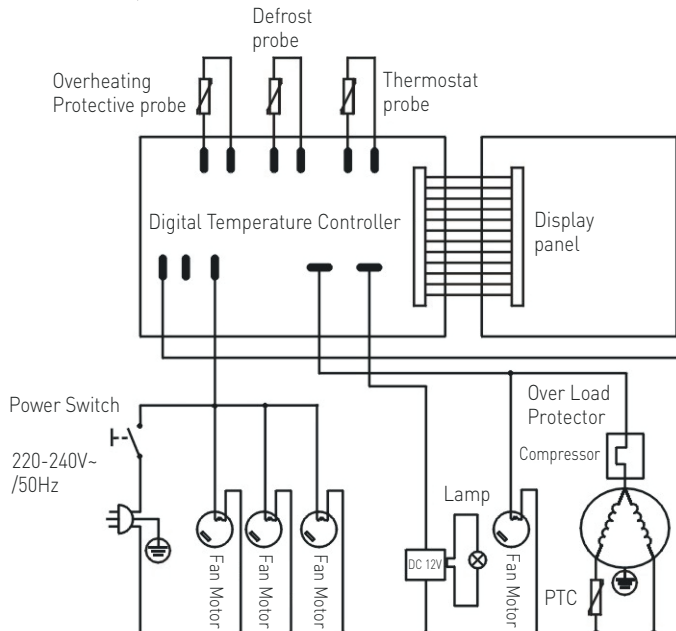 Defrost
probe
Overheating
Protective probe
Thermostat
probe
Digital Temperature Controller
Display
panel
Power Switch
220-240V~
/50Hz
Over Load
Protector
Compressor
Lamp
DC 12V
PTC
Fan Motor
Fan Motor
Fan Motor
Fan Motor